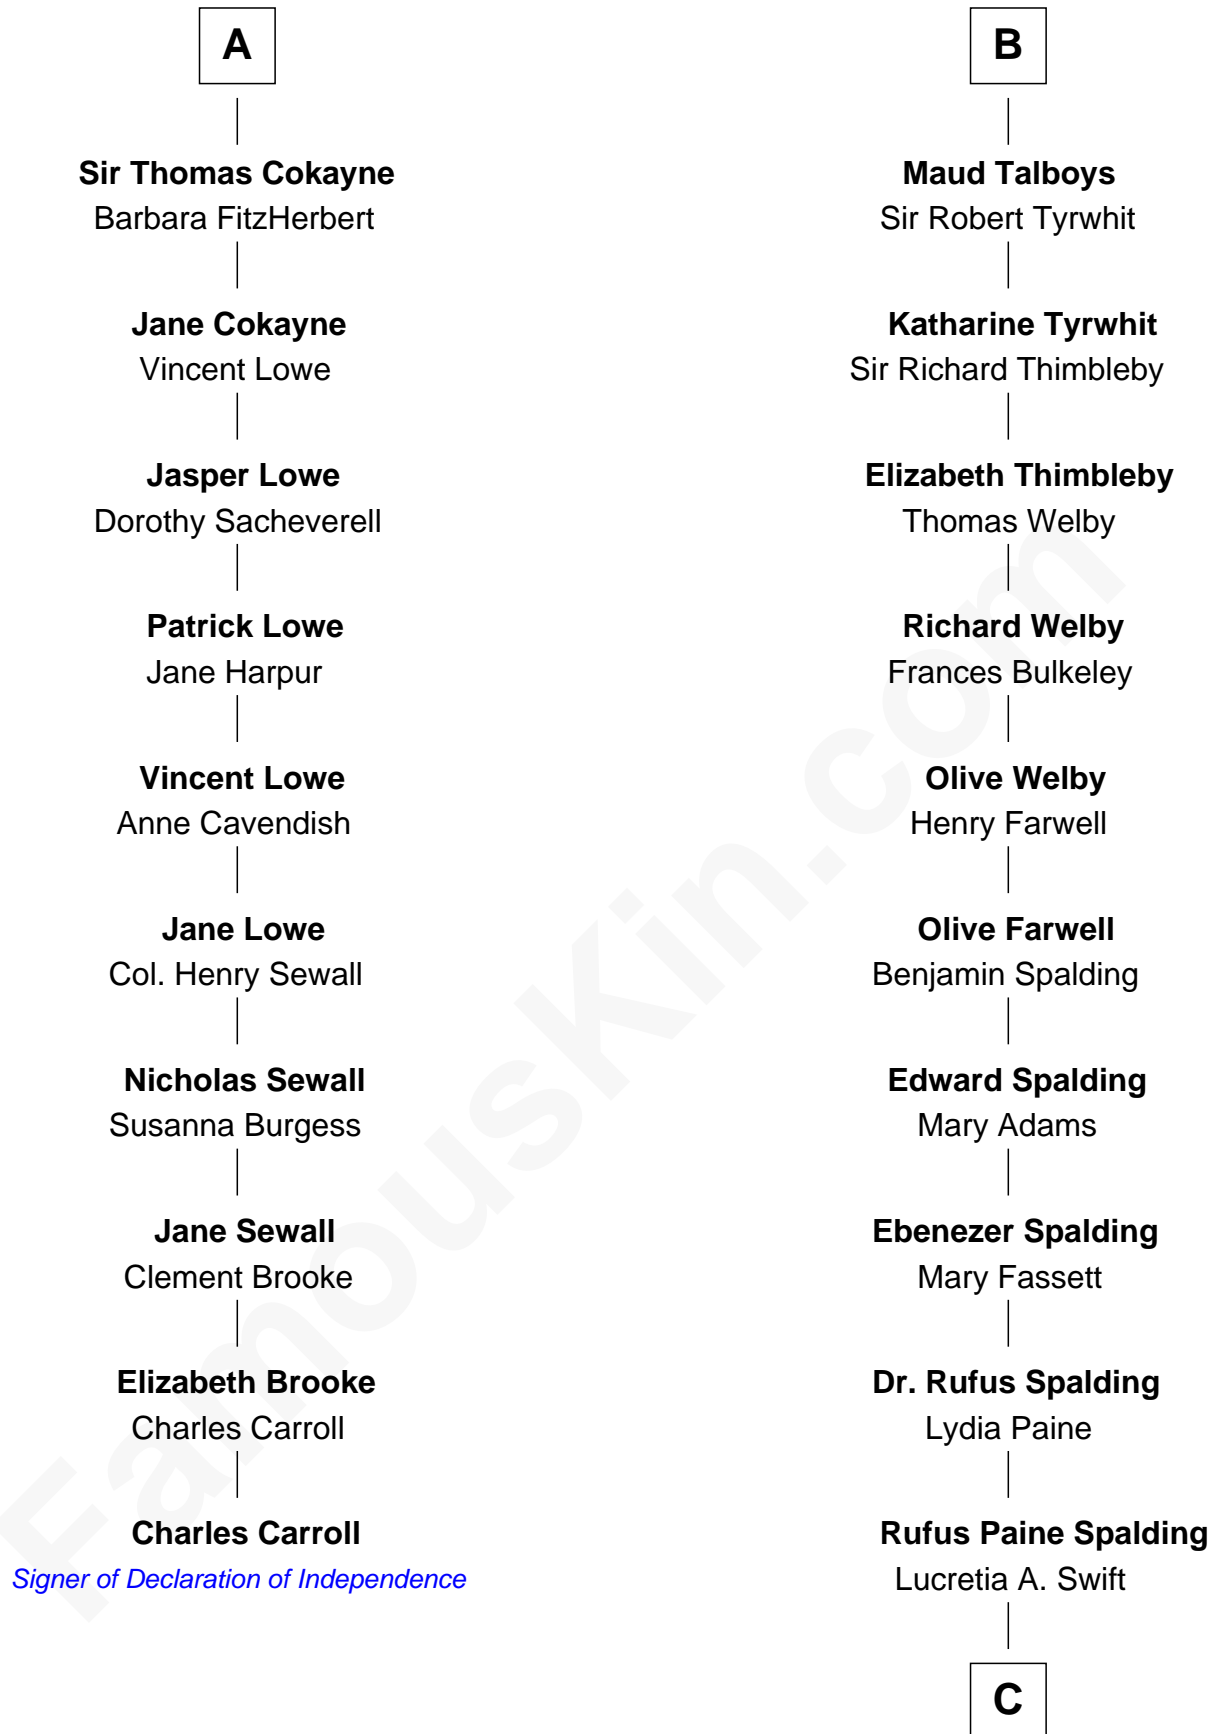 A
Sir Thomas Cokayne
Barbara FitzHerbert
Jane Cokayne
Vincent Lowe
Jasper Lowe
Dorothy Sacheverell
Patrick Lowe
Jane Harpur
Vincent Lowe
Anne Cavendish
Jane Lowe
Col. Henry Sewall
Nicholas Sewall
Susanna Burgess
Jane Sewall
Clement Brooke
Elizabeth Brooke
Charles Carroll
Charles Carroll
Signer of Declaration of Independence
B
Maud Talboys
Sir Robert Tyrwhit
Katharine Tyrwhit
Sir Richard Thimbleby
Elizabeth Thimbleby
Thomas Welby
Richard Welby
Frances Bulkeley
Olive Welby
Henry Farwell
Olive Farwell
Benjamin Spalding
Edward Spalding
Mary Adams
Ebenezer Spalding
Mary Fassett
Dr. Rufus Spalding
Lydia Paine
Rufus Paine Spalding
Lucretia A. Swift
C
FamousKin.com